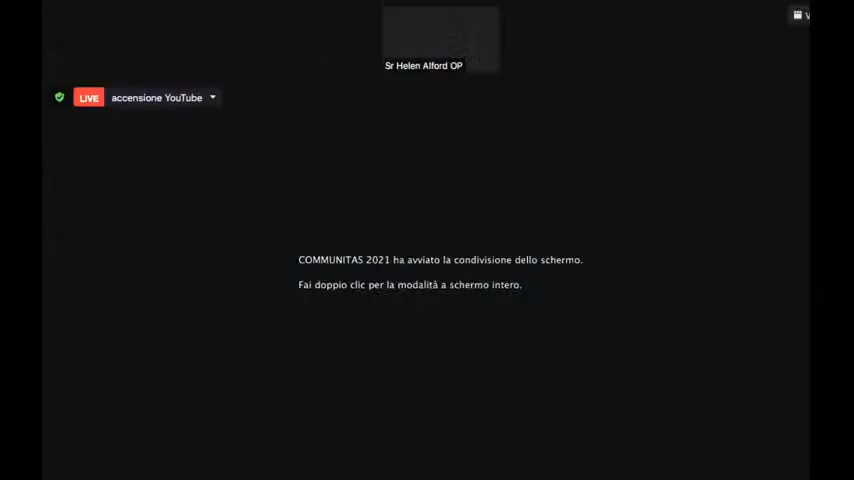 Sr Helen Alford OP
LIVE accensione YouTube
COMMUNITAS 2021 ha avviato la condivisione dello schermo.
Fai doppio clic per la modalità a schermo intero.